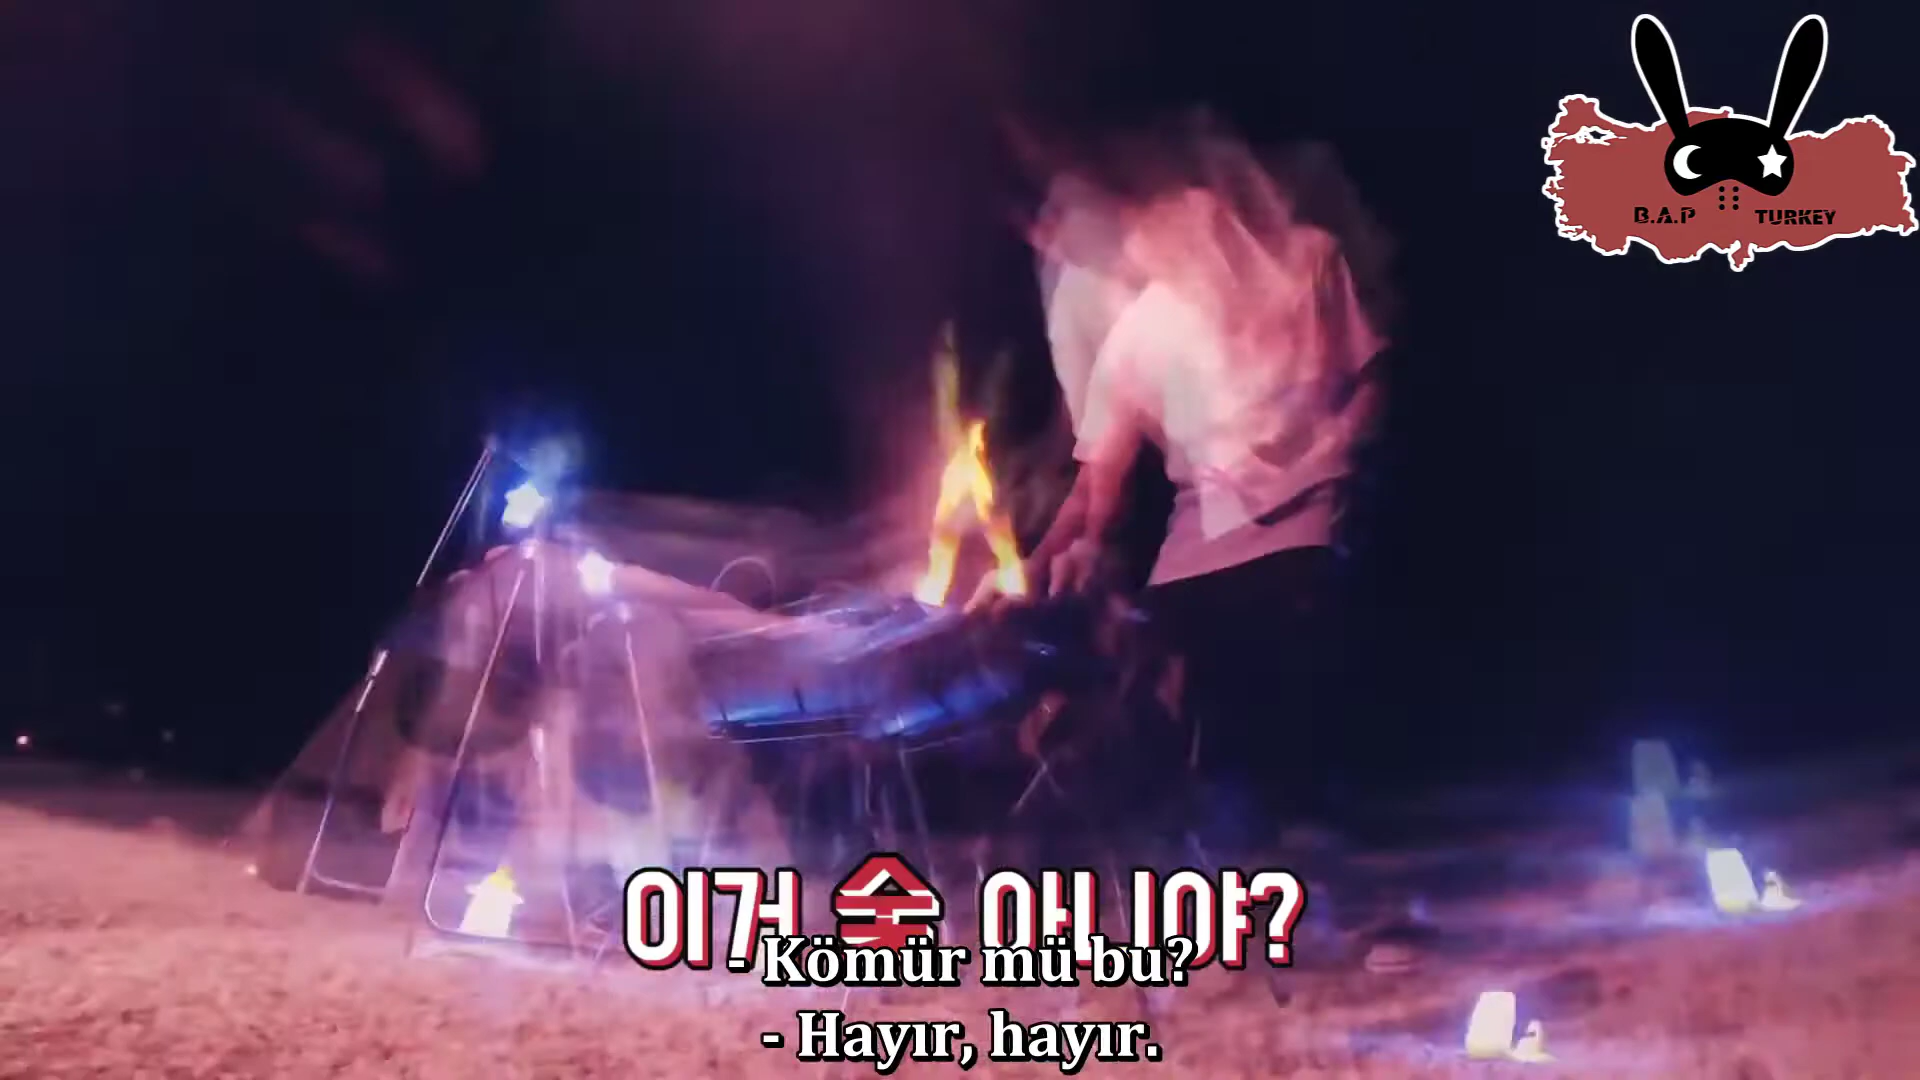 B.A.P TURKEY
이거 숯 아니야?
- Kömür mü bu?
- Hayır, hayır.